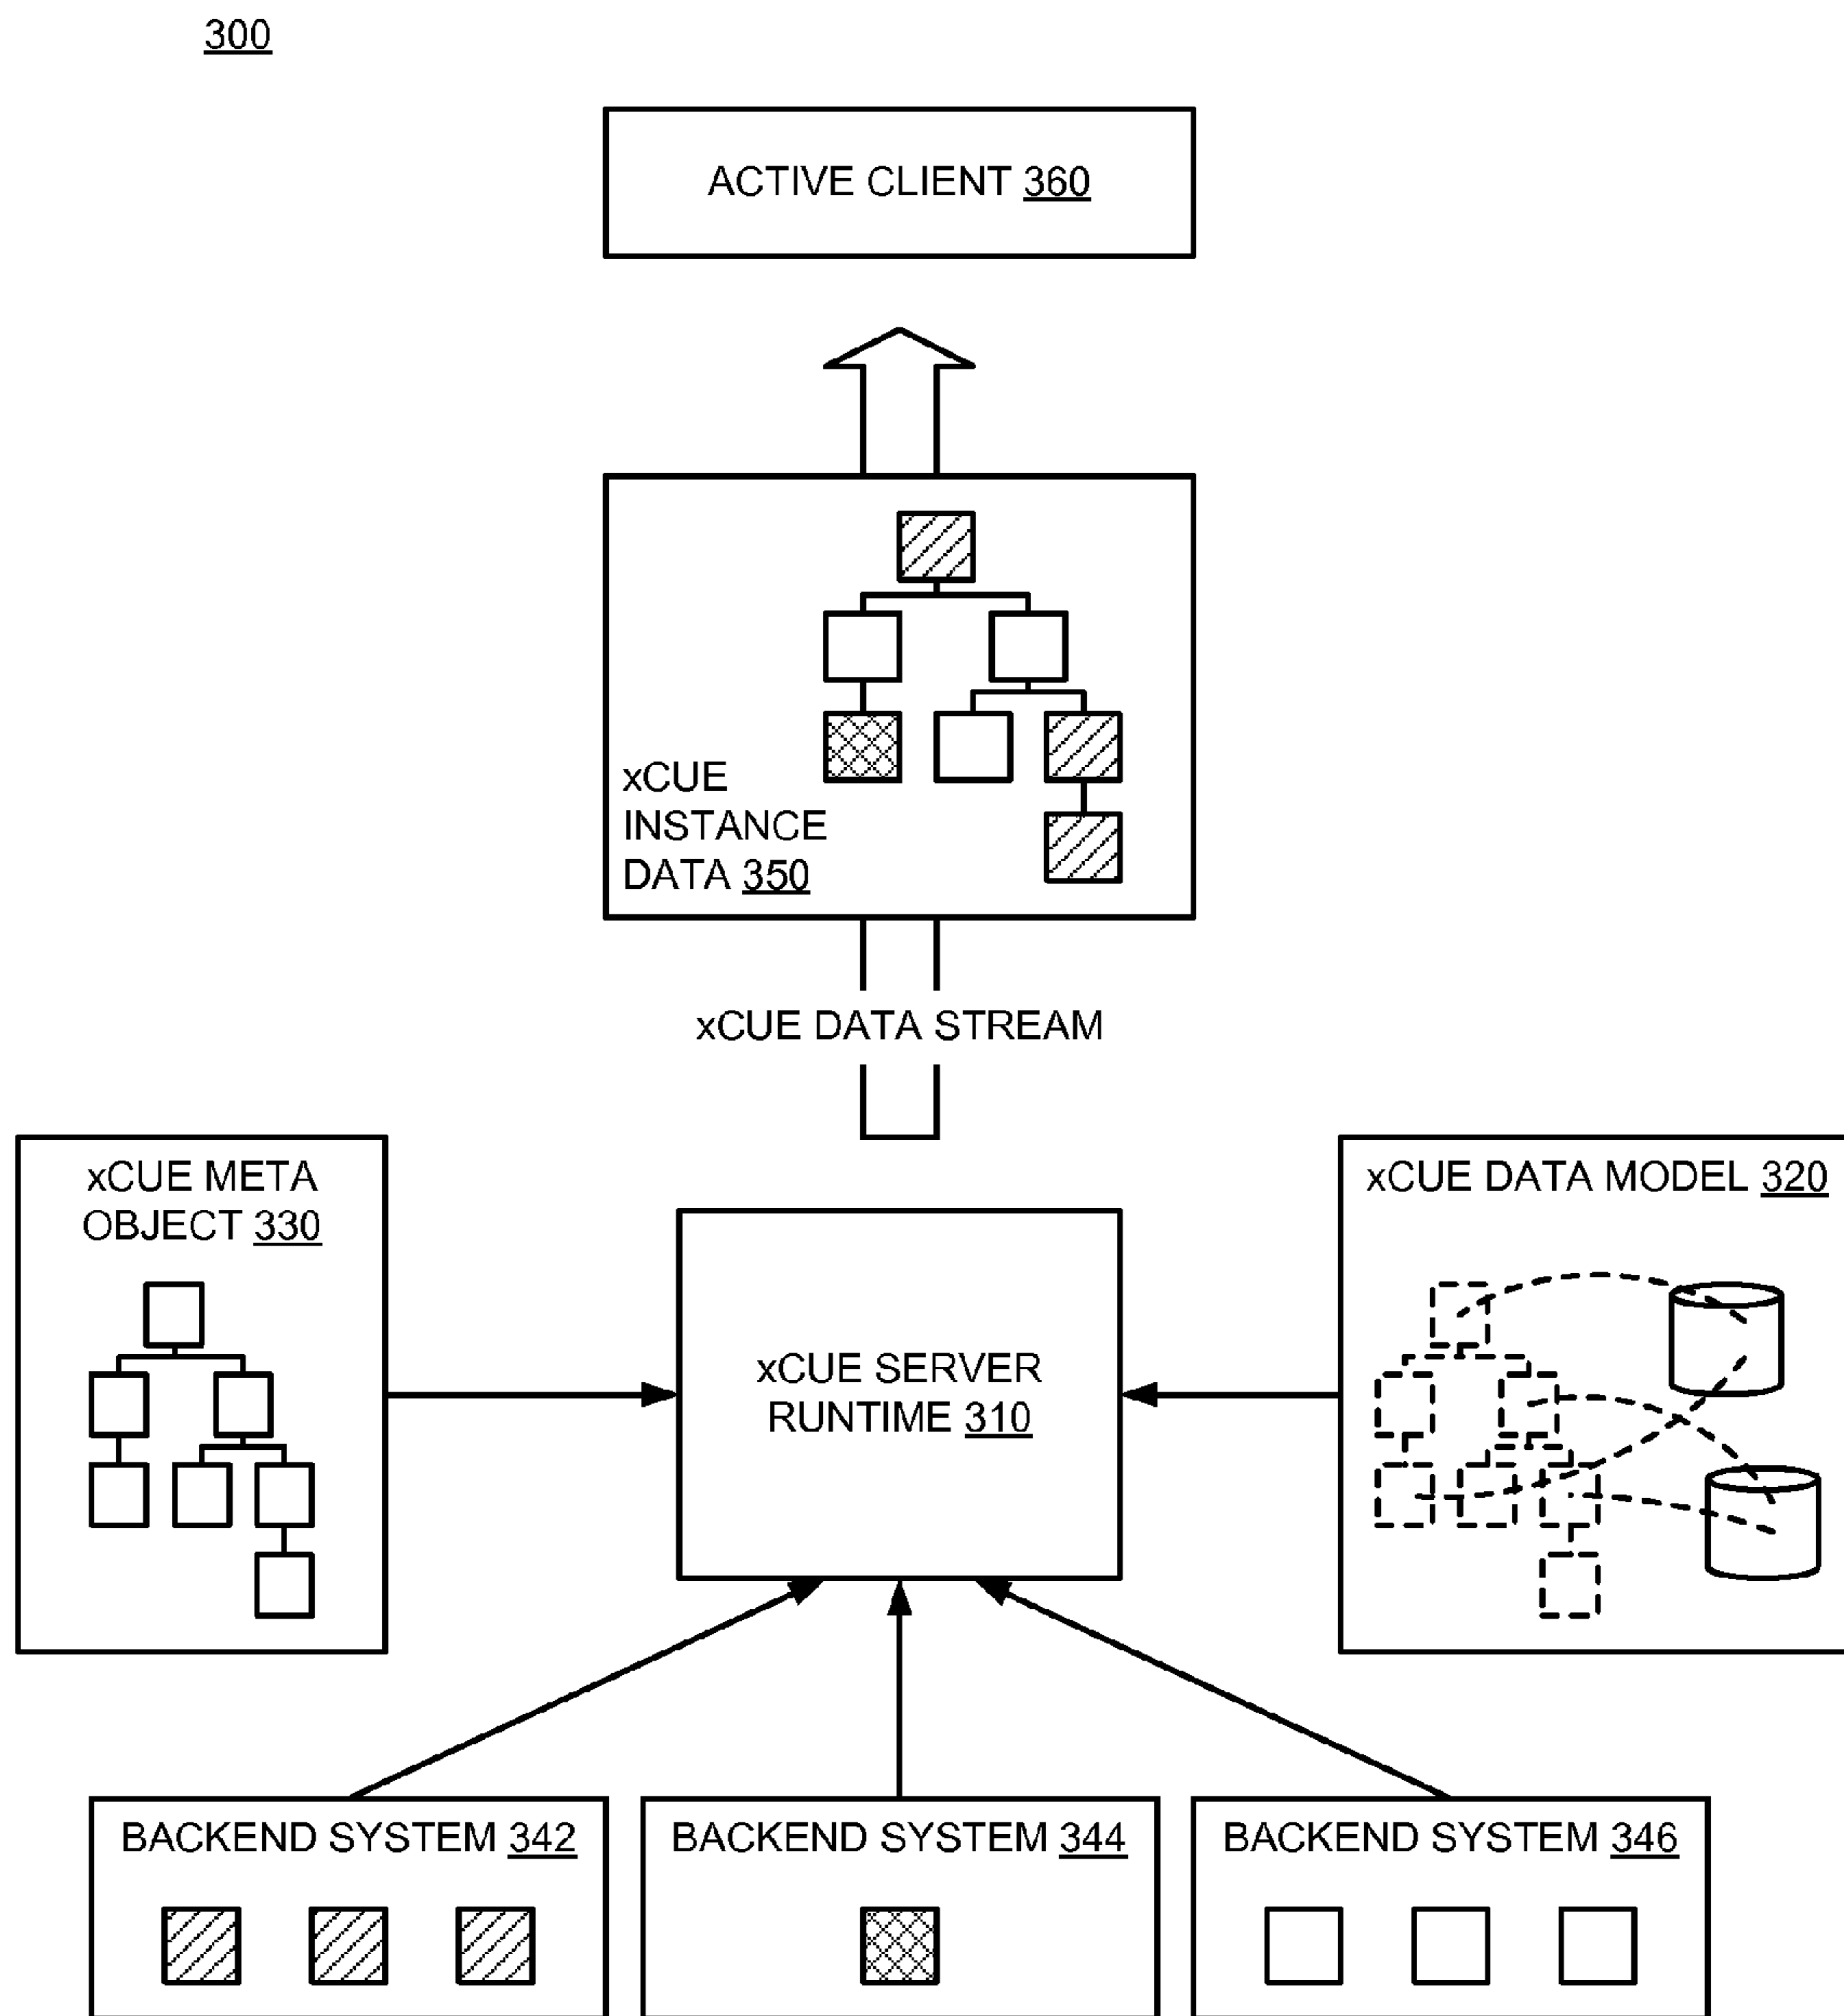 300
ACTIVE CLIENT 360
xCUE
INSTANCE
DATA 350
xCUE DATA STREAM
xCUE META
OBJECT 330
xCUE DATA MODEL 320
xCUE SERVER
RUNTIME 310
BACKEND SYSTEM 342
BACKEND SYSTEM 344
BACKEND SYSTEM 346